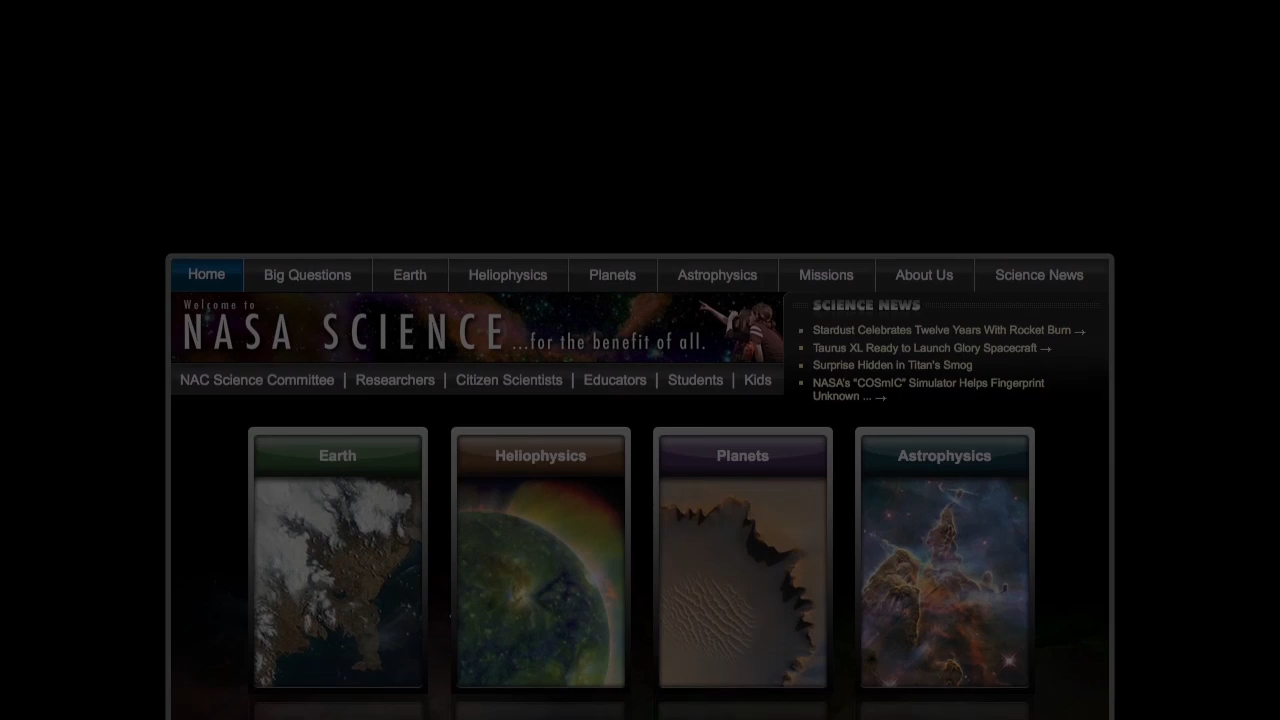 Home Big Questions Earth Heliophysics Planets Astrophysics Missions About Us Science News
Welcome to
NASA SCIENCE ...for the benefit of all.
NAC Science Committee | Researchers | Citizen Scientists | Educators | Students | Kids
SCIENCE NEWS
Stardust Celebrates Twelve Years With Rocket Burn →
Taurus XL Ready to Launch Glory Spacecraft →
Surprise Hidden in Titan's Smog
NASA's "COSmIC" Simulator Helps Fingerprint
Unknown ... →
Earth
Heliophysics
Planets
Astrophysics